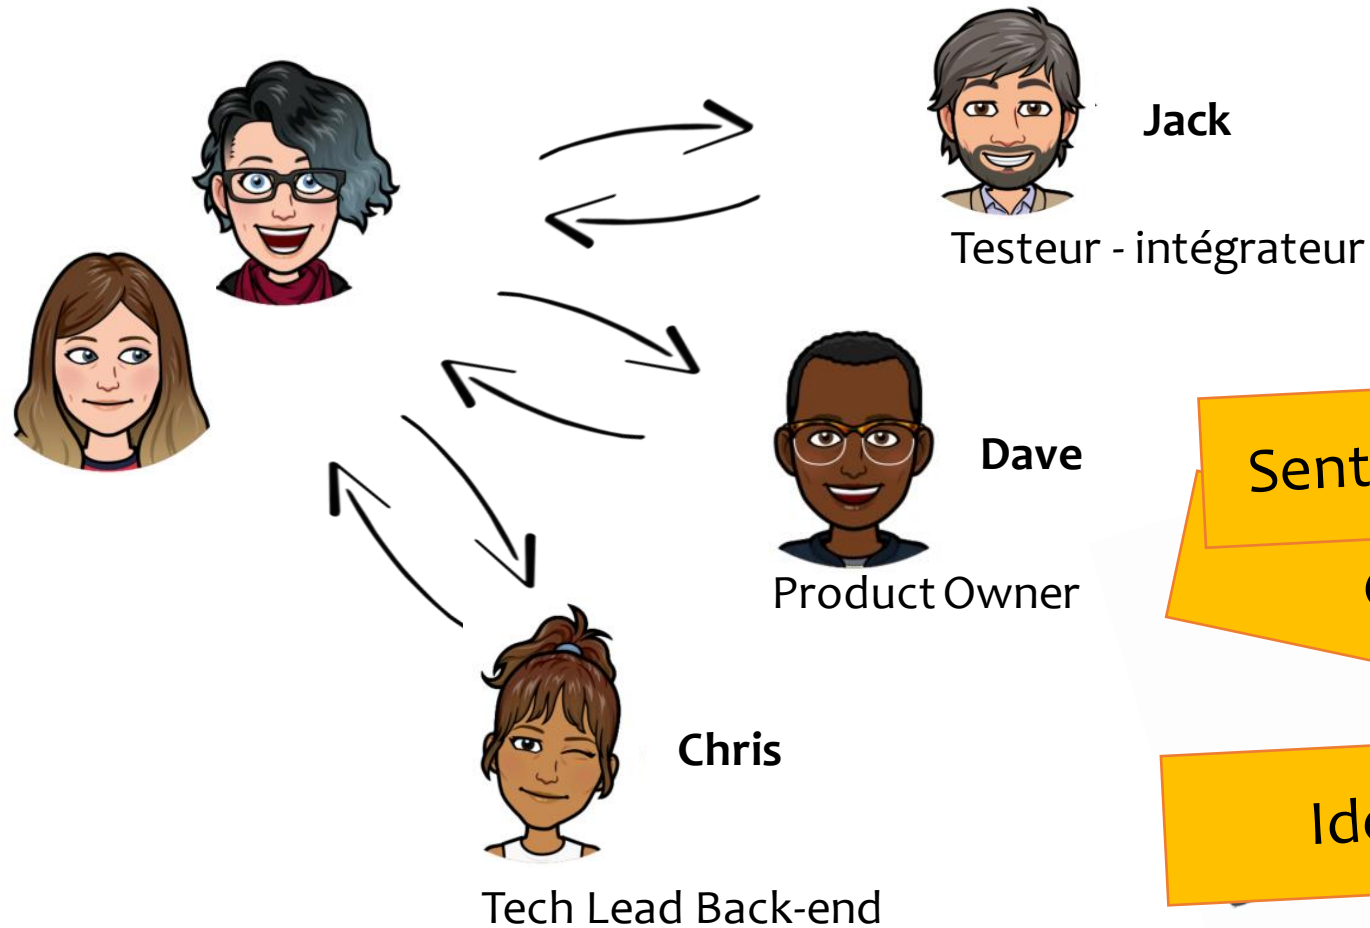 Jack
Testeur - intégrateur
Dave
Product Owner
Chris
Tech Lead Back-end